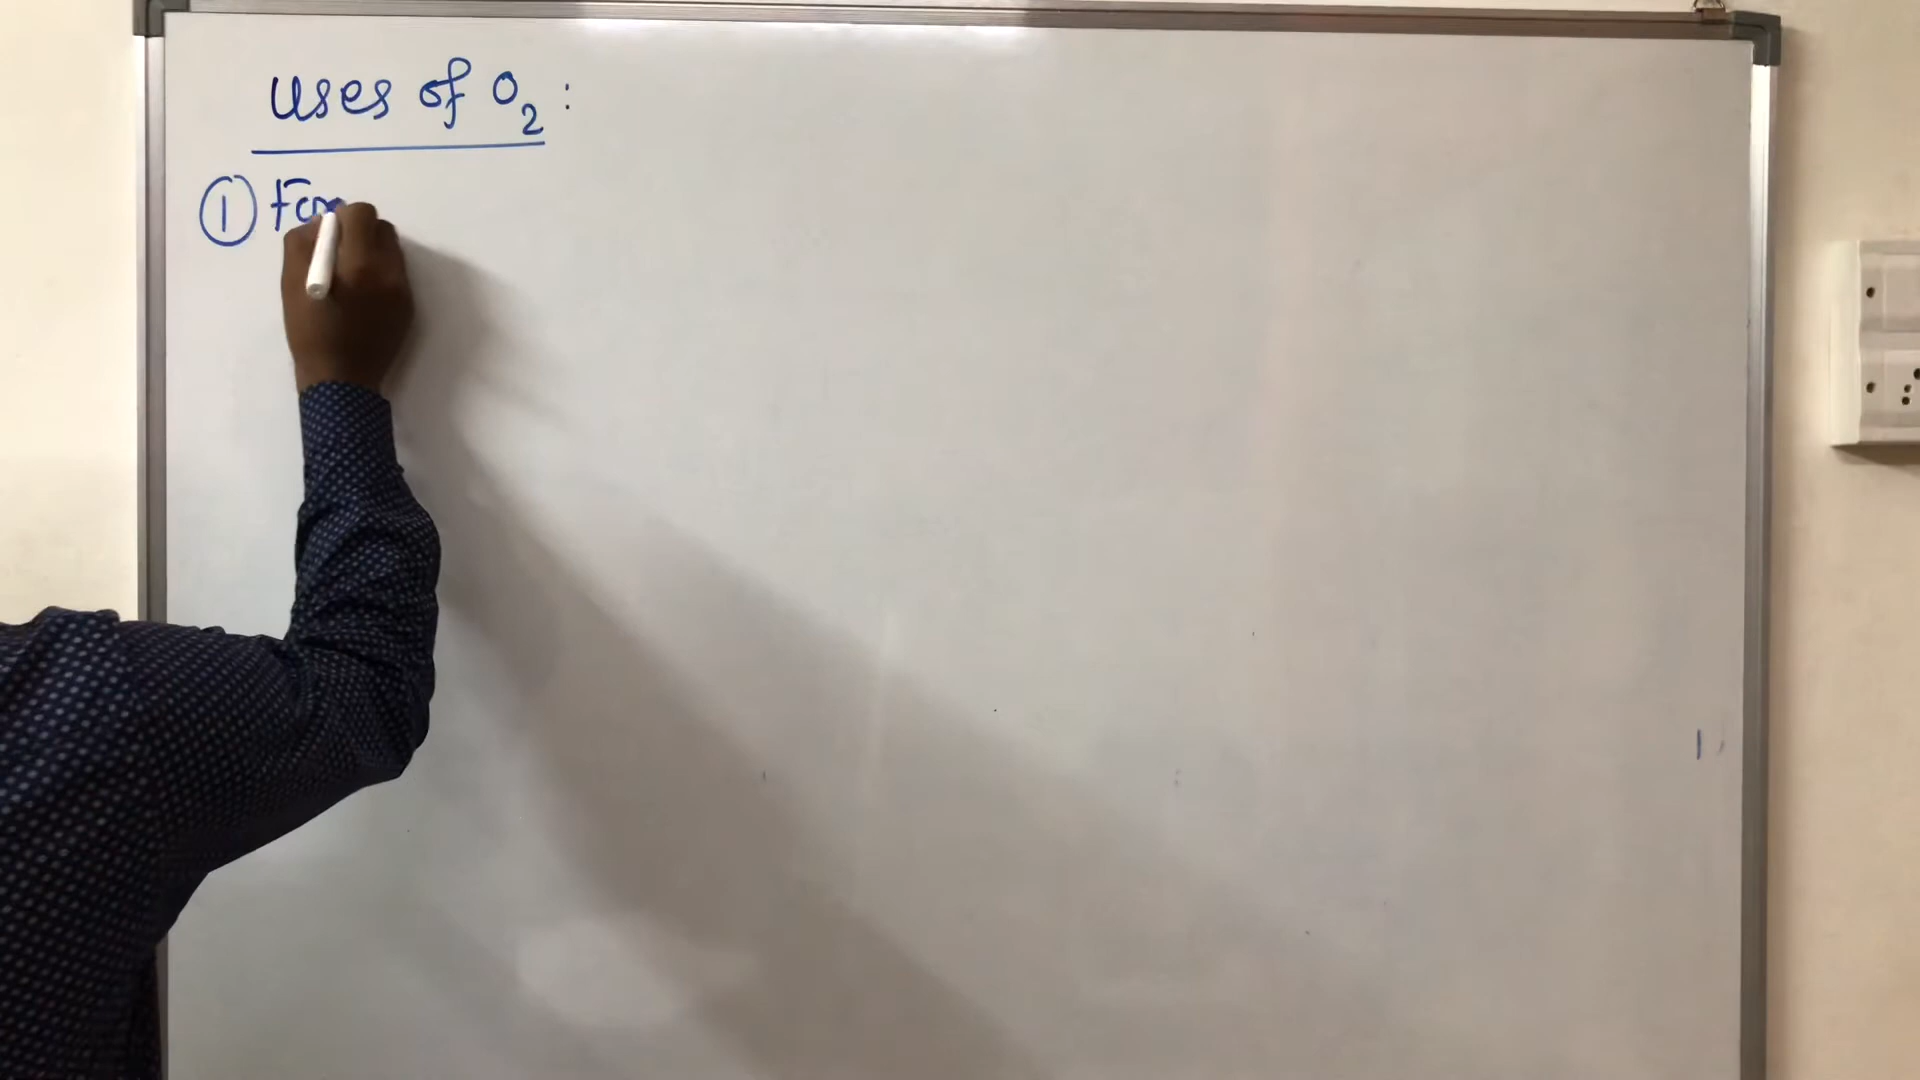 uses of O₂ :
① For